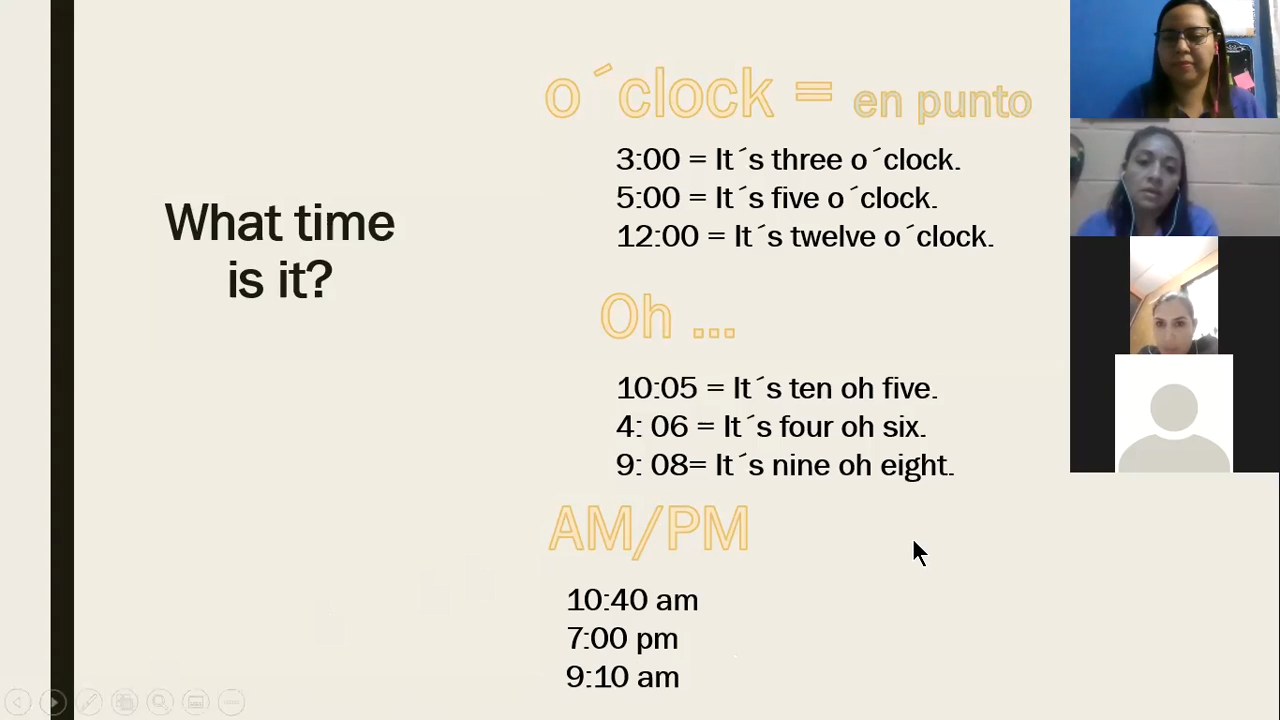 What time
is it?
o´clock = en punto
3:00 = It´s three o´clock.
5:00 = It´s five o´clock.
12:00 = It´s twelve o´clock.
Oh ...
10:05 = It´s ten oh five.
4: 06 = It´s four oh six.
9: 08= It´s nine oh eight.
AM/PM
10:40 am
7:00 pm
9:10 am